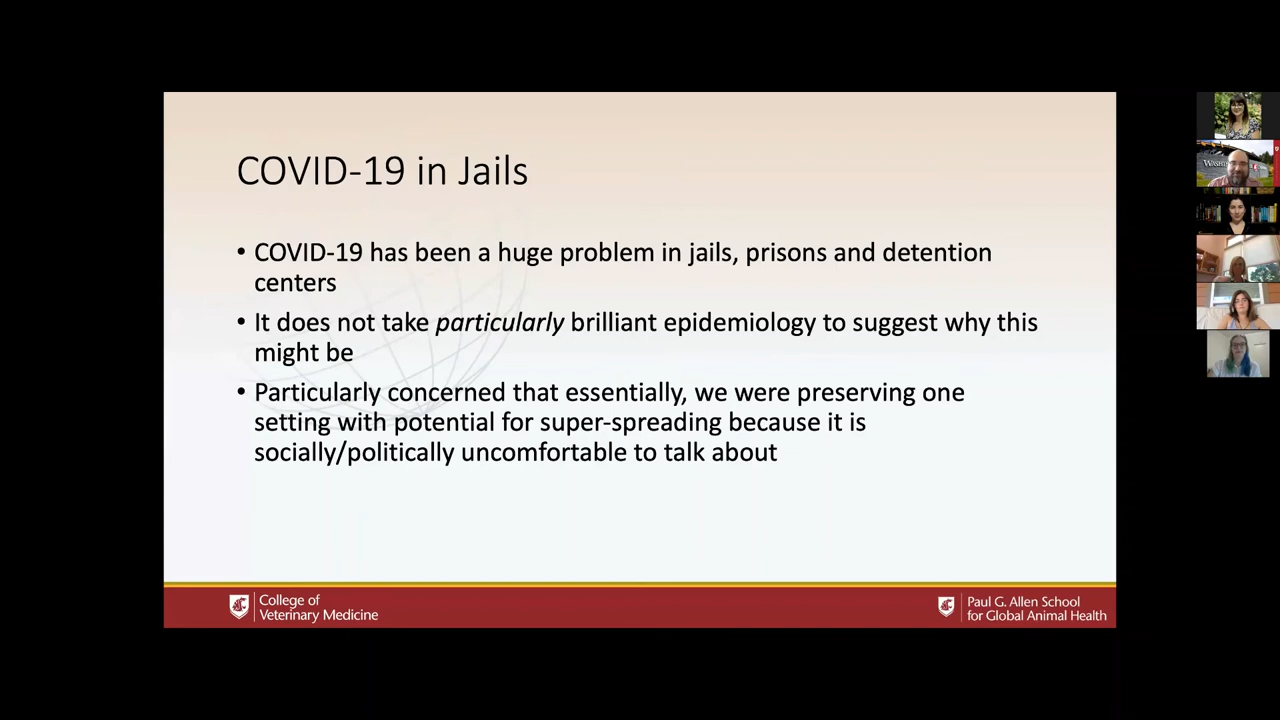 COVID-19 in Jails
• COVID-19 has been a huge problem in jails, prisons and detention
centers
• It does not take particularly brilliant epidemiology to suggest why this
might be
• Particularly concerned that essentially, we were preserving one
setting with potential for super-spreading because it is
socially/politically uncomfortable to talk about
College of
Veterinary Medicine
Paul G. Allen School
for Global Animal Health